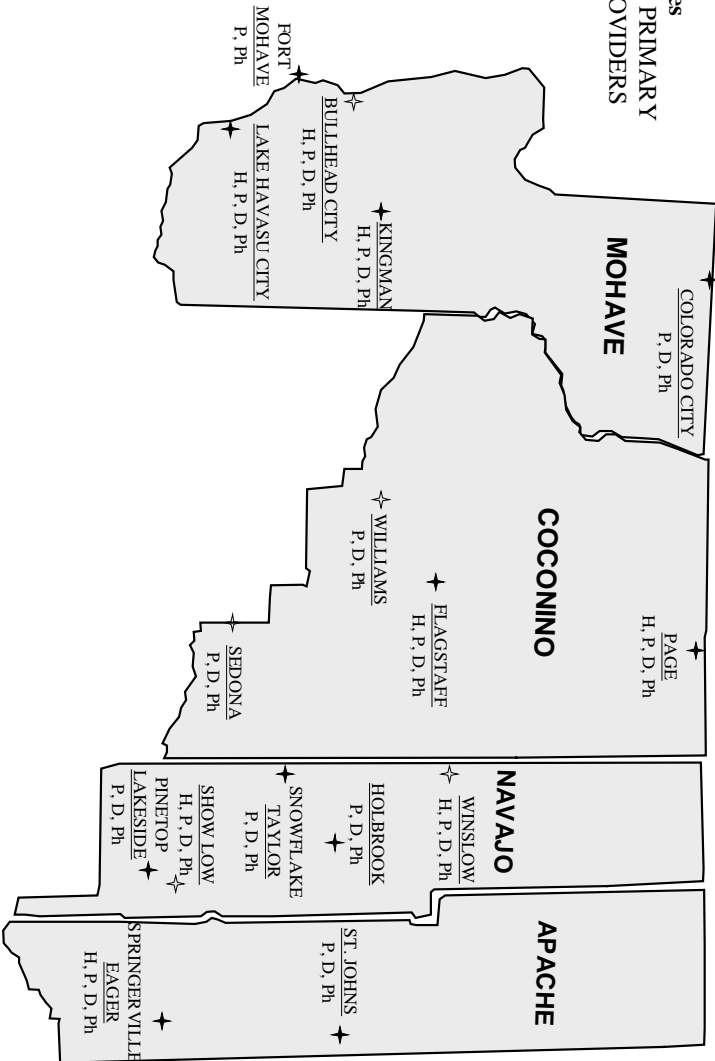 es
PRIMARY
OVIDERS
MOHAVE
COLORADO CITY
P, D, Ph
KINGMAN
H, P, D, Ph
BULLHEAD CITY
H, P, D, Ph
FORT
MOHAVE
P, Ph
LAKE HAVASU CITY
H, P, D, Ph
COCONINO
PAGE
H, P, D, Ph
FLAGSTAFF
H, P, D, Ph
WILLIAMS
P, D, Ph
SEDONA
P, D, Ph
NAVAJO
WINSLOW
H, P, D, Ph
HOLBROOK
P, D, Ph
SNOWFLAKE
TAYLOR
P, D, Ph
SHOW LOW
H, P, D, Ph
PINETOP
LAKESIDE
P, D, Ph
APACHE
ST. JOHNS
P, D, Ph
SPRINGERVILLE
EAGER
H, P, D, Ph